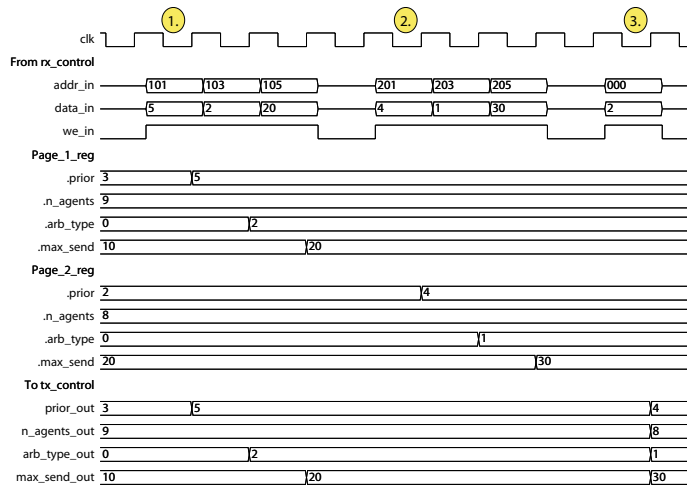 1. 2. 3.
clk
From rx_control
addr_in 101 103 105 201 203 205 000
data_in 5 2 20 4 1 30 2
we_in
Page_1_reg
.prior 3 5
.n_agents 9
.arb_type 0 2
.max_send 10 20
Page_2_reg
.prior 2 4
.n_agents 8
.arb_type 0 1
.max_send 20 30
To tx_control
prior_out 3 5 4
n_agents_out 9 8
arb_type_out 0 2 1
max_send_out 10 20 30